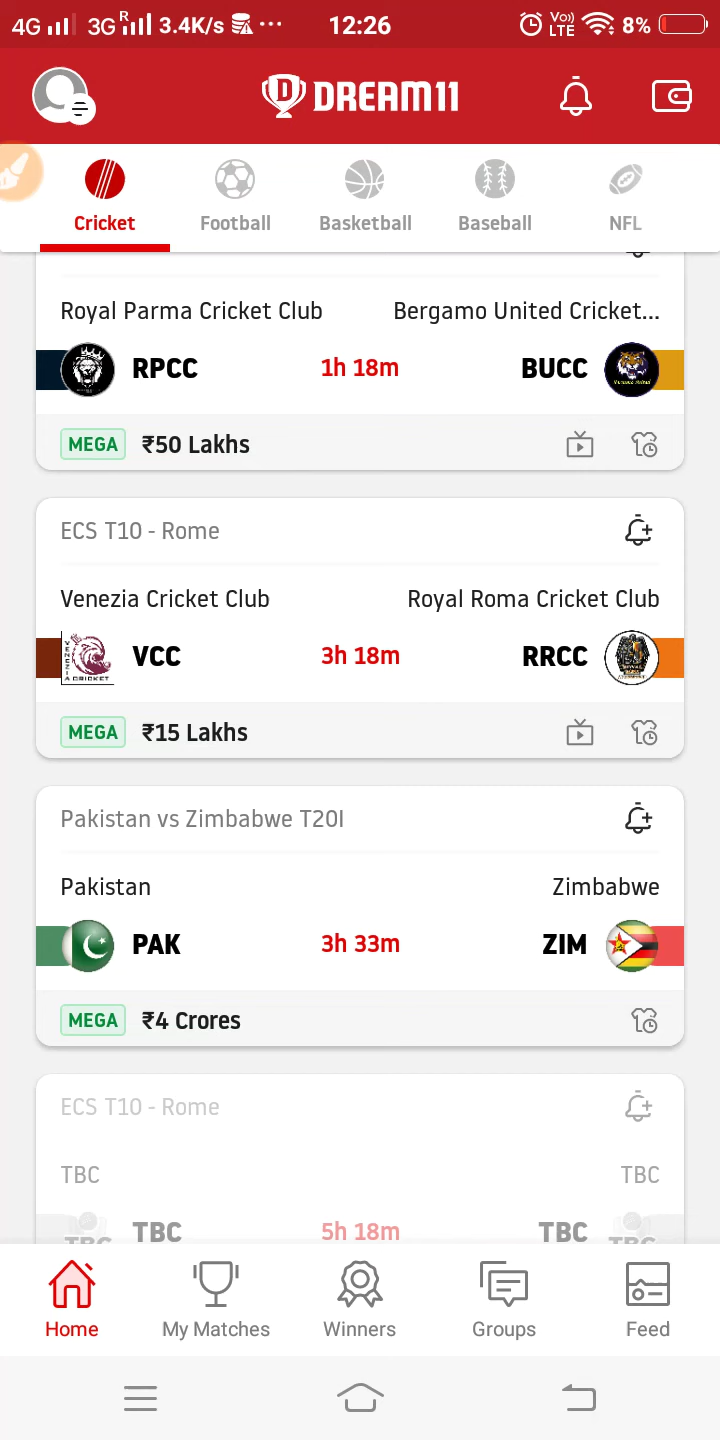 4G 3G R 3.4K/s ... 12:26 Vo)) LTE 8%
DREAM11
Cricket Football Basketball Baseball NFL
Royal Parma Cricket Club Bergamo United Cricket...
RPCC 1h 18m BUCC
MEGA ₹50 Lakhs
ECS T10 - Rome
Venezia Cricket Club Royal Roma Cricket Club
VCC 3h 18m RRCC
MEGA ₹15 Lakhs
Pakistan vs Zimbabwe T20I
Pakistan Zimbabwe
PAK 3h 33m ZIM
MEGA ₹4 Crores
ECS T10 - Rome
TBC TBC
TBC TBC 5h 18m TBC TBC
Home My Matches Winners Groups Feed